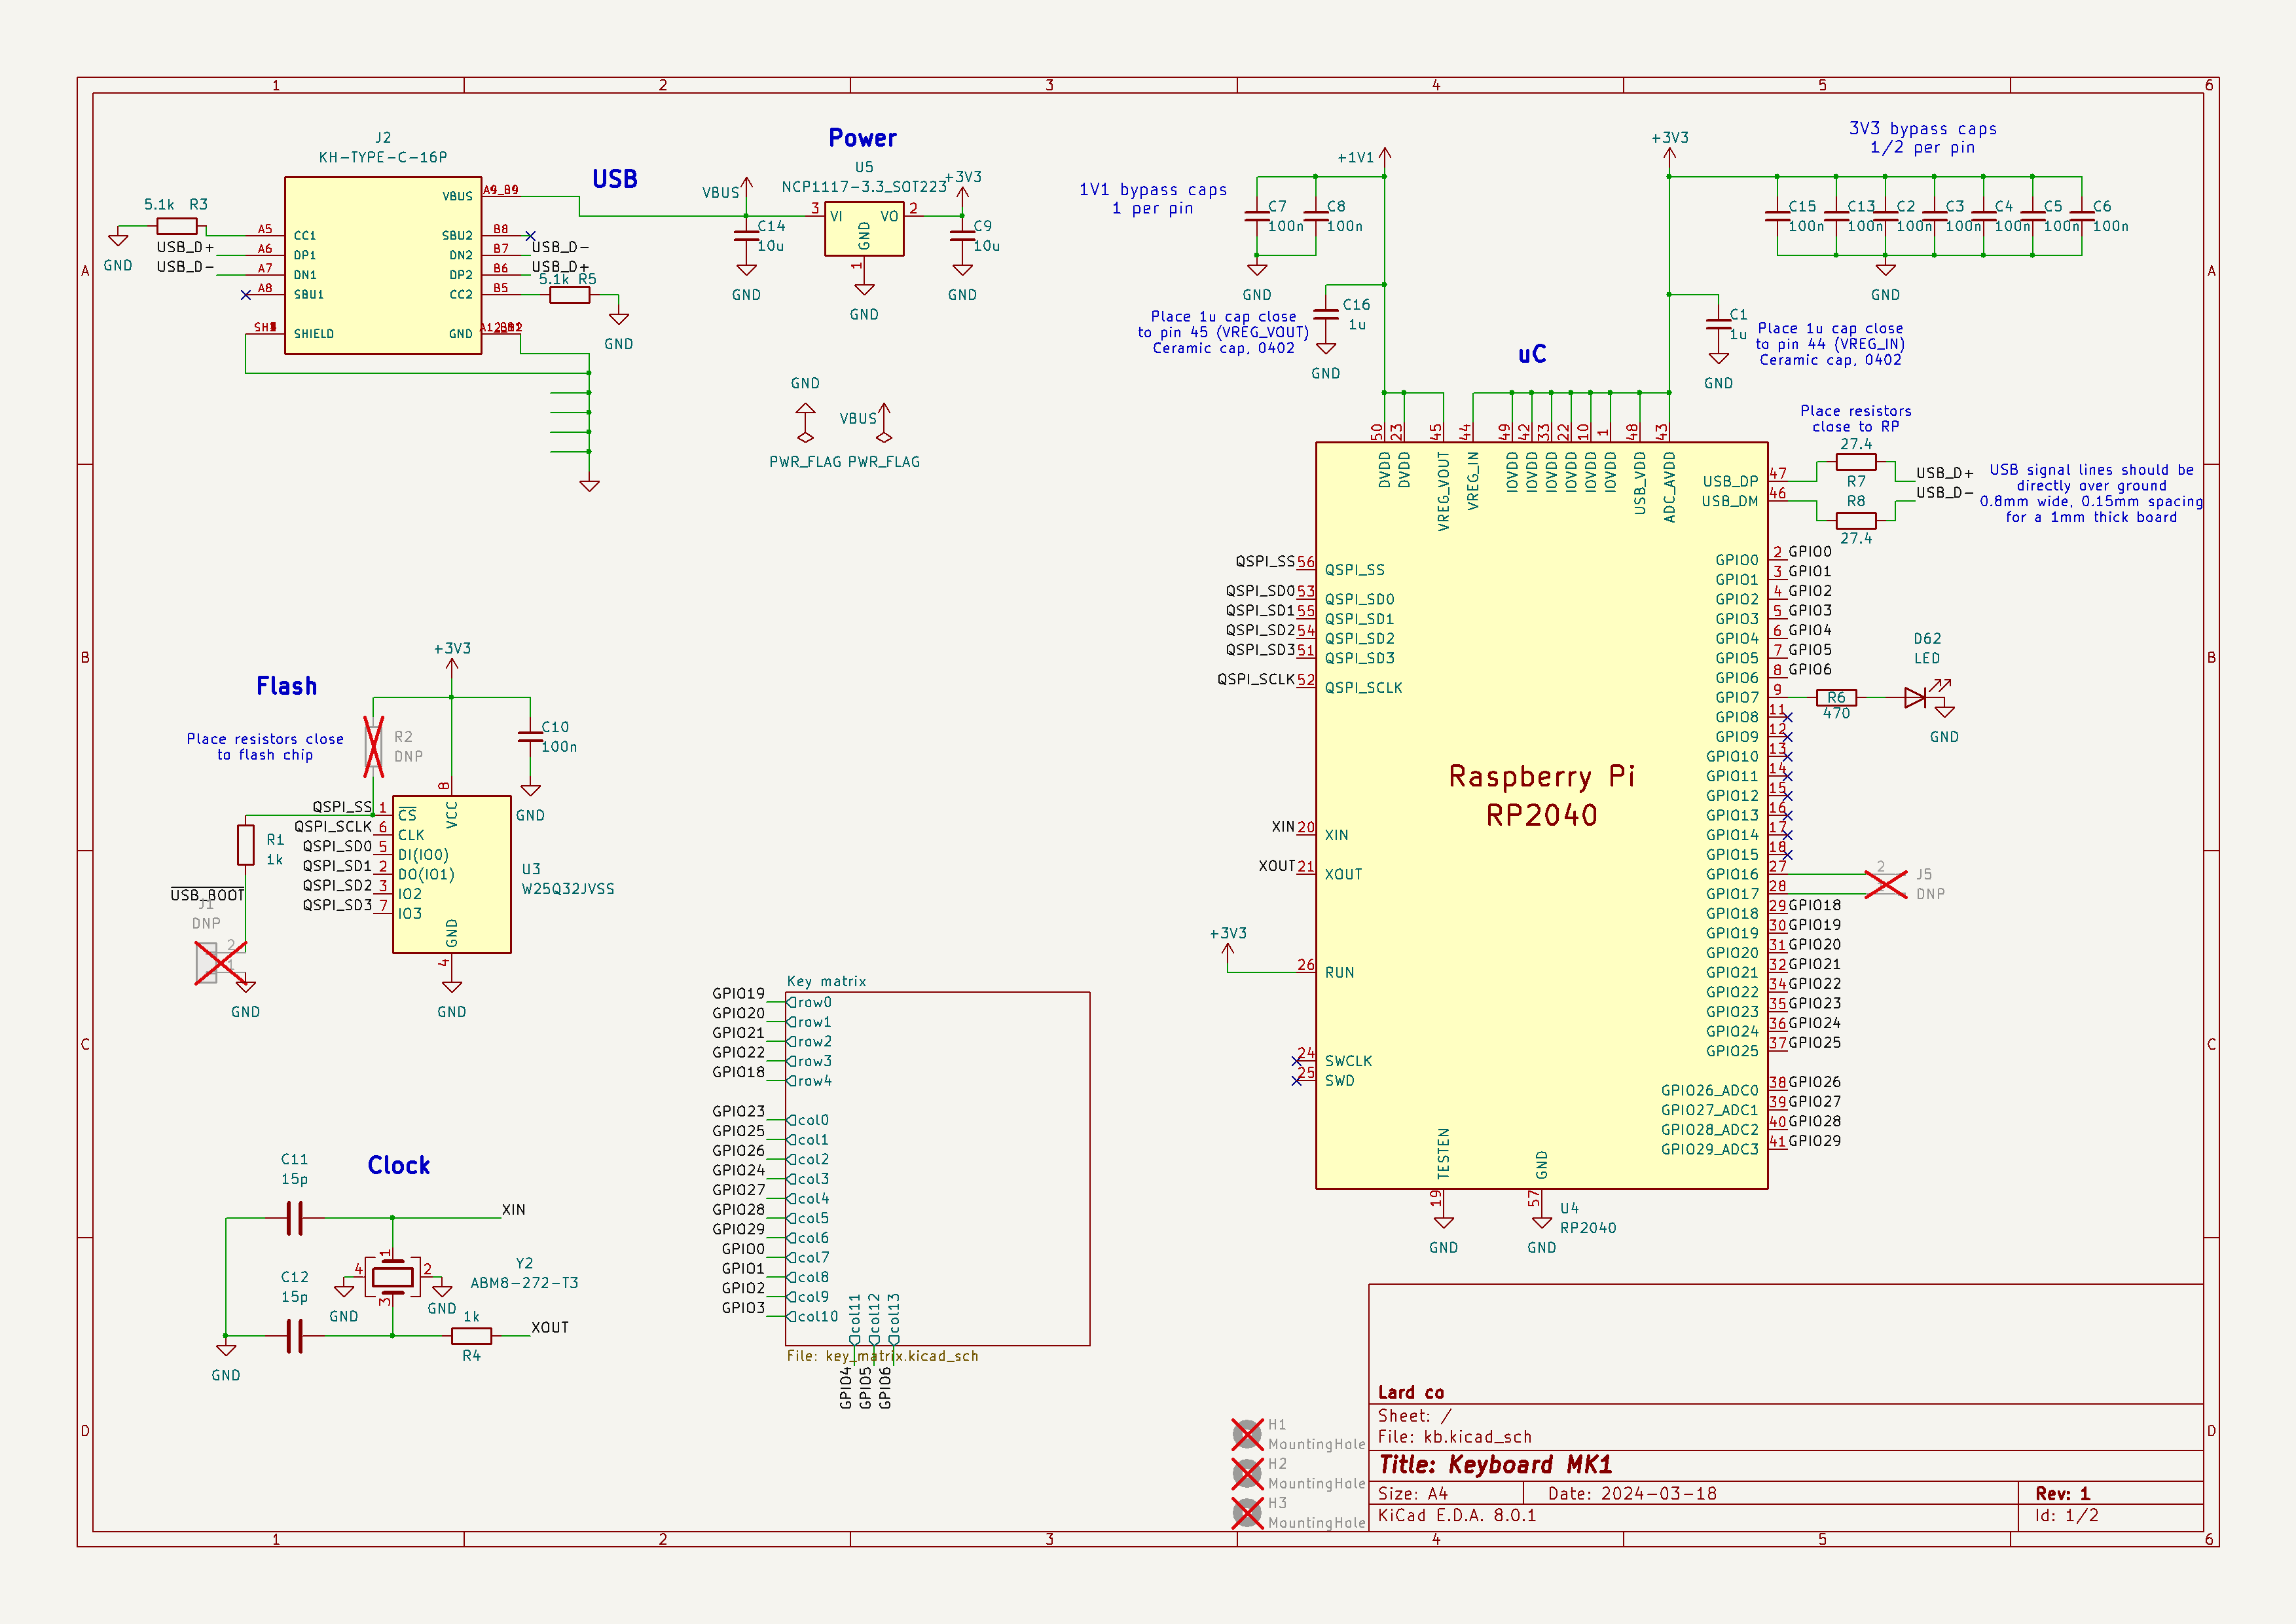 1 2 3 4 5 6
A
B
C
D
J2
KH-TYPE-C-16P
USB
5.1k R3
GND
USB_D+
USB_D-
A5 CC1
A6 DP1
A7 DN1
A8 SBU1
SHIELD
VBUS A9_B9
SBU2 B8
DN2 B7
DP2 B6
CC2 B5
GND
USB_D-
USB_D+
5.1k R5
GND
Power
U5
NCP1117-3.3_SOT223
VBUS
+3V3
3 VI
VO 2
GND
1
C14
10u
C9
10u
GND
GND
GND
GND
VBUS
PWR_FLAG
PWR_FLAG
1V1 bypass caps
1 per pin
+1V1
C7
100n
C8
100n
GND
C16
1u
GND
Place 1u cap close
to pin 45 (VREG_VOUT)
Ceramic cap, 0402
uC
+3V3
3V3 bypass caps
1/2 per pin
C15
100n
C13
100n
C2
100n
C3
100n
C4
100n
C5
100n
C6
100n
GND
C1
1u
GND
Place 1u cap close
to pin 44 (VREG_IN)
Ceramic cap, 0402
Place resistors
close to RP
27.4
R7
R8
27.4
USB_D+
USB_D-
USB signal lines should be
directly over ground
0.8mm wide, 0.15mm spacing
for a 1mm thick board
50 DVDD
23 DVDD
45 VREG_VOUT
44 VREG_IN
49 IOVDD
42 IOVDD
33 IOVDD
22 IOVDD
10 IOVDD
1 IOVDD
48 USB_VDD
43 ADC_AVDD
USB_DP 47
USB_DM 46
QSPI_SS 56 QSPI_SS
QSPI_SD0 53 QSPI_SD0
QSPI_SD1 55 QSPI_SD1
QSPI_SD2 54 QSPI_SD2
QSPI_SD3 51 QSPI_SD3
QSPI_SCLK 52 QSPI_SCLK
XIN 20 XIN
XOUT 21 XOUT
+3V3
26 RUN
24 SWCLK
25 SWD
Raspberry Pi
RP2040
GPIO0 2 GPIO0
GPIO1 3 GPIO1
GPIO2 4 GPIO2
GPIO3 5 GPIO3
GPIO4 6 GPIO4
GPIO5 7 GPIO5
GPIO6 8 GPIO6
GPIO7 9
GPIO8 11
GPIO9 12
GPIO10 13
GPIO11 14
GPIO12 15
GPIO13 16
GPIO14 17
GPIO15 18
GPIO16 27
GPIO17 28
GPIO18 29 GPIO18
GPIO19 30 GPIO19
GPIO20 31 GPIO20
GPIO21 32 GPIO21
GPIO22 34 GPIO22
GPIO23 35 GPIO23
GPIO24 36 GPIO24
GPIO25 37 GPIO25
GPIO26_ADC0 38 GPIO26
GPIO27_ADC1 39 GPIO27
GPIO28_ADC2 40 GPIO28
GPIO29_ADC3 41 GPIO29
R6
470
D62
LED
GND
2
J5
DNP
TESTEN
19
GND
GND
57
GND
U4
RP2040
Flash
+3V3
Place resistors close
to flash chip
R2
DNP
C10
100n
GND
QSPI_SS 1 CS
QSPI_SCLK 6 CLK
QSPI_SD0 5 DI(IO0)
QSPI_SD1 2 DO(IO1)
QSPI_SD2 3 IO2
QSPI_SD3 7 IO3
8 VCC
GND 4
GND
U3
W25Q32JVSS
R1
1k
USB_BOOT
J1
DNP
2
1
GND
Clock
C11
15p
C12
15p
XIN
1
4
2
3
GND
GND
Y2
ABM8-272-T3
1k
R4
XOUT
GND
Key matrix
GPIO19 row0
GPIO20 row1
GPIO21 row2
GPIO22 row3
GPIO18 row4
GPIO23 col0
GPIO25 col1
GPIO26 col2
GPIO24 col3
GPIO27 col4
GPIO28 col5
GPIO29 col6
GPIO0 col7
GPIO1 col8
GPIO2 col9
GPIO3 col10
col11 GPIO4
col12 GPIO5
col13 GPIO6
File: key_matrix.kicad_sch
H1
MountingHole
H2
MountingHole
H3
MountingHole
Lard co
Sheet: /
File: kb.kicad_sch
Title: Keyboard MK1
Size: A4 Date: 2024-03-18 Rev: 1
KiCad E.D.A. 8.0.1 Id: 1/2
A
B
C
D
1 2 3 4 5 6